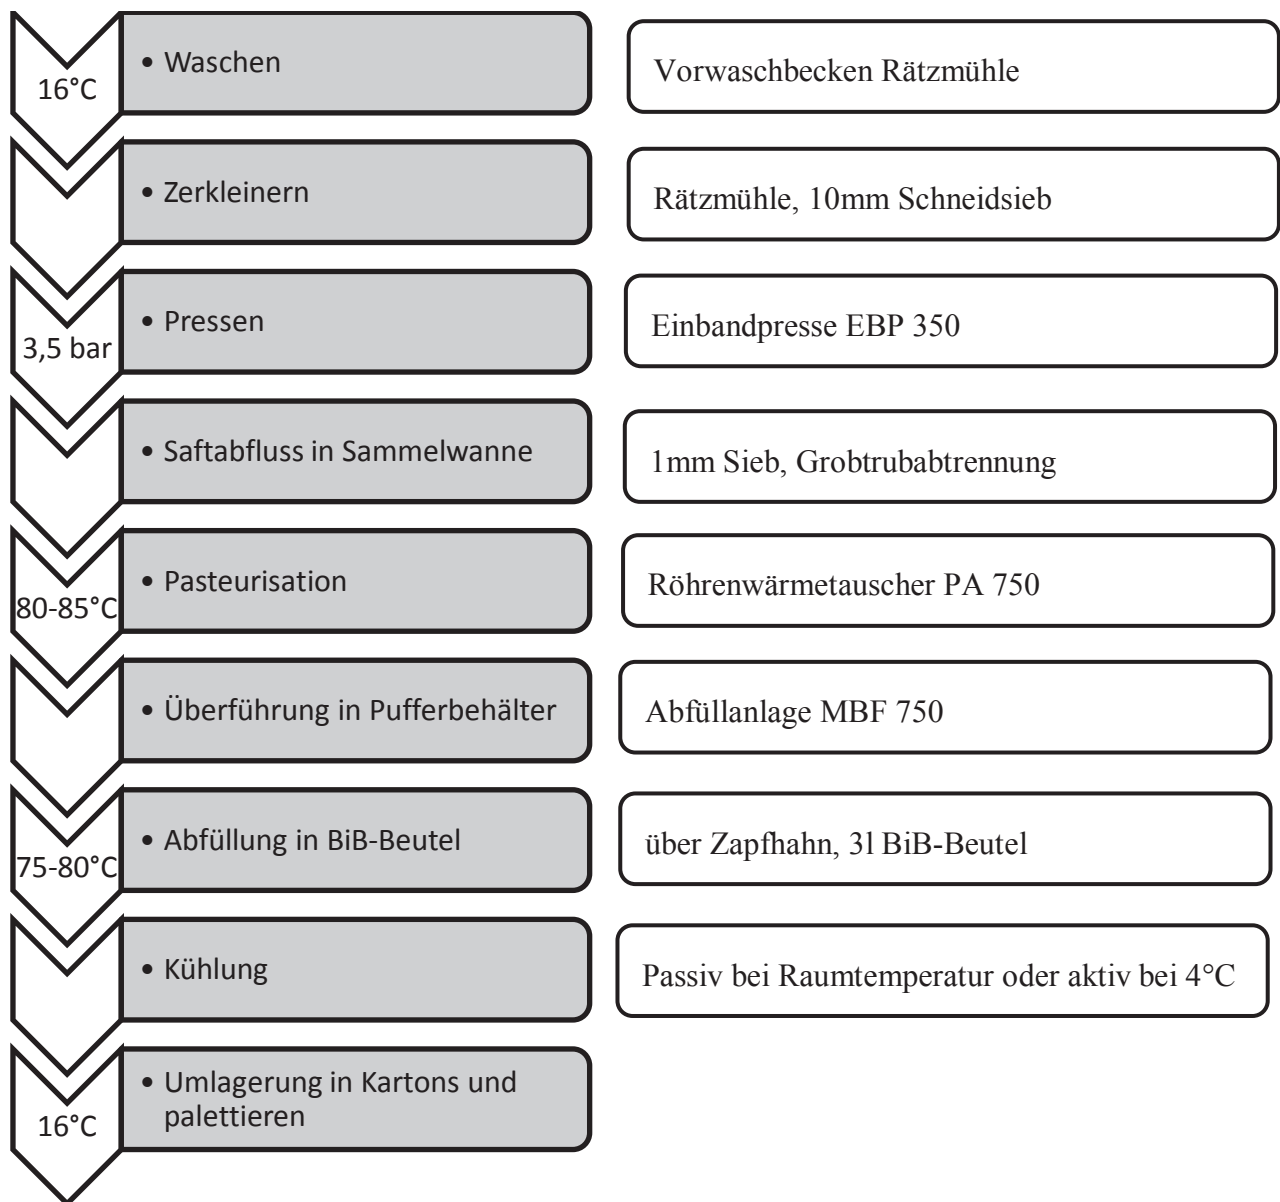 16°C
• Waschen
Vorwaschbecken Rätzmühle
• Zerkleinern
Rätzmühle, 10mm Schneidsieb
3,5 bar
• Pressen
Einbandpresse EBP 350
• Saftabfluss in Sammelwanne
1mm Sieb, Grobtrubabtrennung
80-85°C
• Pasteurisation
Röhrenwärmetauscher PA 750
• Überführung in Pufferbehälter
Abfüllanlage MBF 750
75-80°C
• Abfüllung in BiB-Beutel
über Zapfhahn, 3l BiB-Beutel
• Kühlung
Passiv bei Raumtemperatur oder aktiv bei 4°C
16°C
• Umlagerung in Kartons und
palettieren